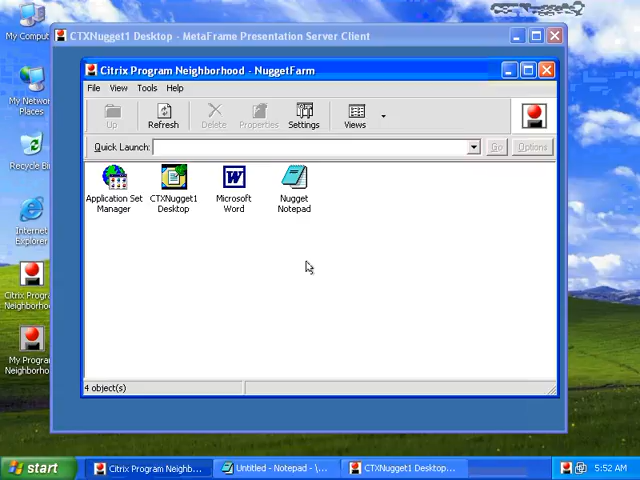 My Comput
CTXNugget1 Desktop - MetaFrame Presentation Server Client
Citrix Program Neighborhood - NuggetFarm
File View Tools Help
Up Refresh Delete Properties Settings Views
Quick Launch: Go Options
My Netwo
Places
Recycle Bi
Internet
Explorer
Citrix Progra
Neighborhoo
My Progra
Neighborho
Application Set
Manager
CTXNugget1
Desktop
Microsoft
Word
Nugget
Notepad
4 object(s)
start Citrix Program Neighb... Untitled - Notepad - \... CTXNugget1 Desktop... 5:52 AM